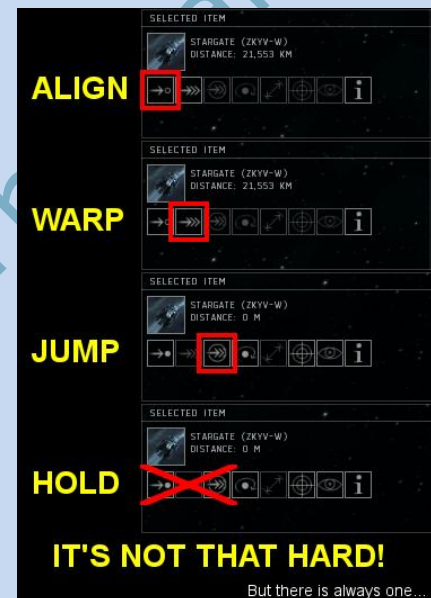 SELECTED ITEM
STARGATE (ZKYV-W)
DISTANCE: 21,553 KM
ALIGN
SELECTED ITEM
STARGATE (ZKYV-W)
DISTANCE: 21,553 KM
WARP
SELECTED ITEM
STARGATE (ZKYV-W)
DISTANCE: 0 M
JUMP
SELECTED ITEM
STARGATE (ZKYV-W)
DISTANCE: 0 M
HOLD
IT'S NOT THAT HARD!
But there is always one...